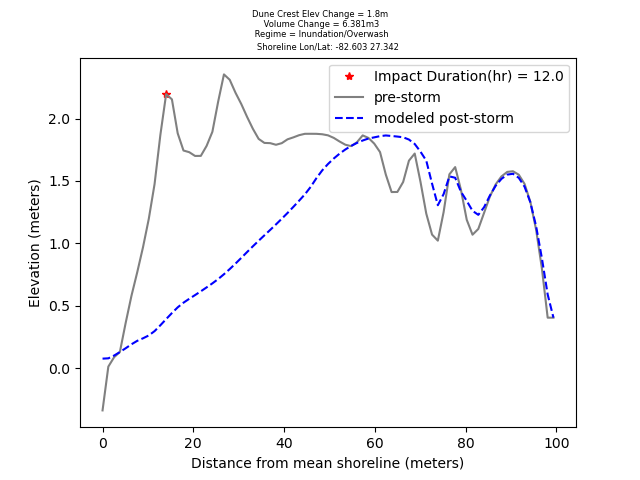 Dune Crest Elev Change = 1.8m
Volume Change = 6.381m3
Regime = Inundation/Overwash
Shoreline Lon/Lat: -82.603 27.342
Impact Duration(hr) = 12.0
pre-storm
modeled post-storm
2.0
1.5
1.0
0.5
0.0
Elevation (meters)
0 20 40 60 80 100
Distance from mean shoreline (meters)